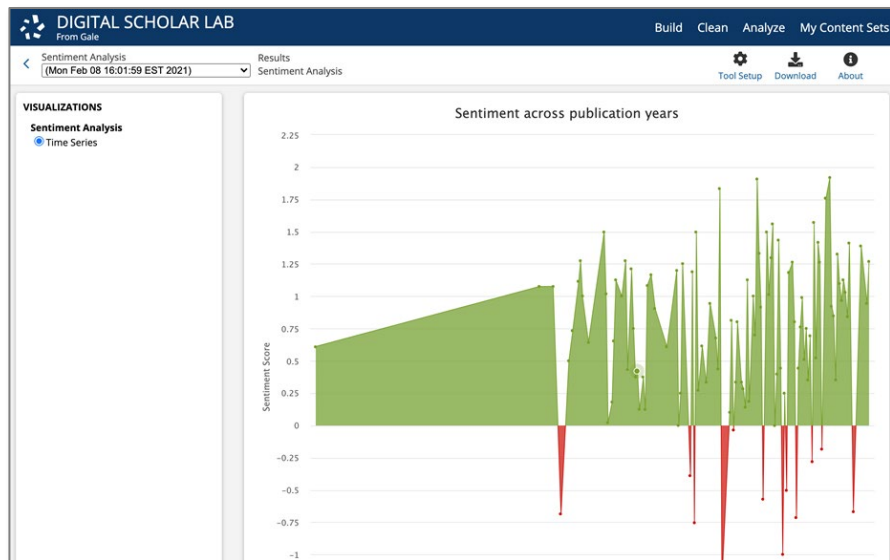 DIGITAL SCHOLAR LAB
From Gale
Build Clean Analyze My Content Sets
Sentiment Analysis
(Mon Feb 08 16:01:59 EST 2021)
Results
Sentiment Analysis
Tool Setup Download About
VISUALIZATIONS
Sentiment Analysis
Time Series
Sentiment across publication years
Sentiment Score
2.25
2
1.75
1.5
1.25
1
0.75
0.5
0.25
0
−0.25
−0.5
−0.75
−1